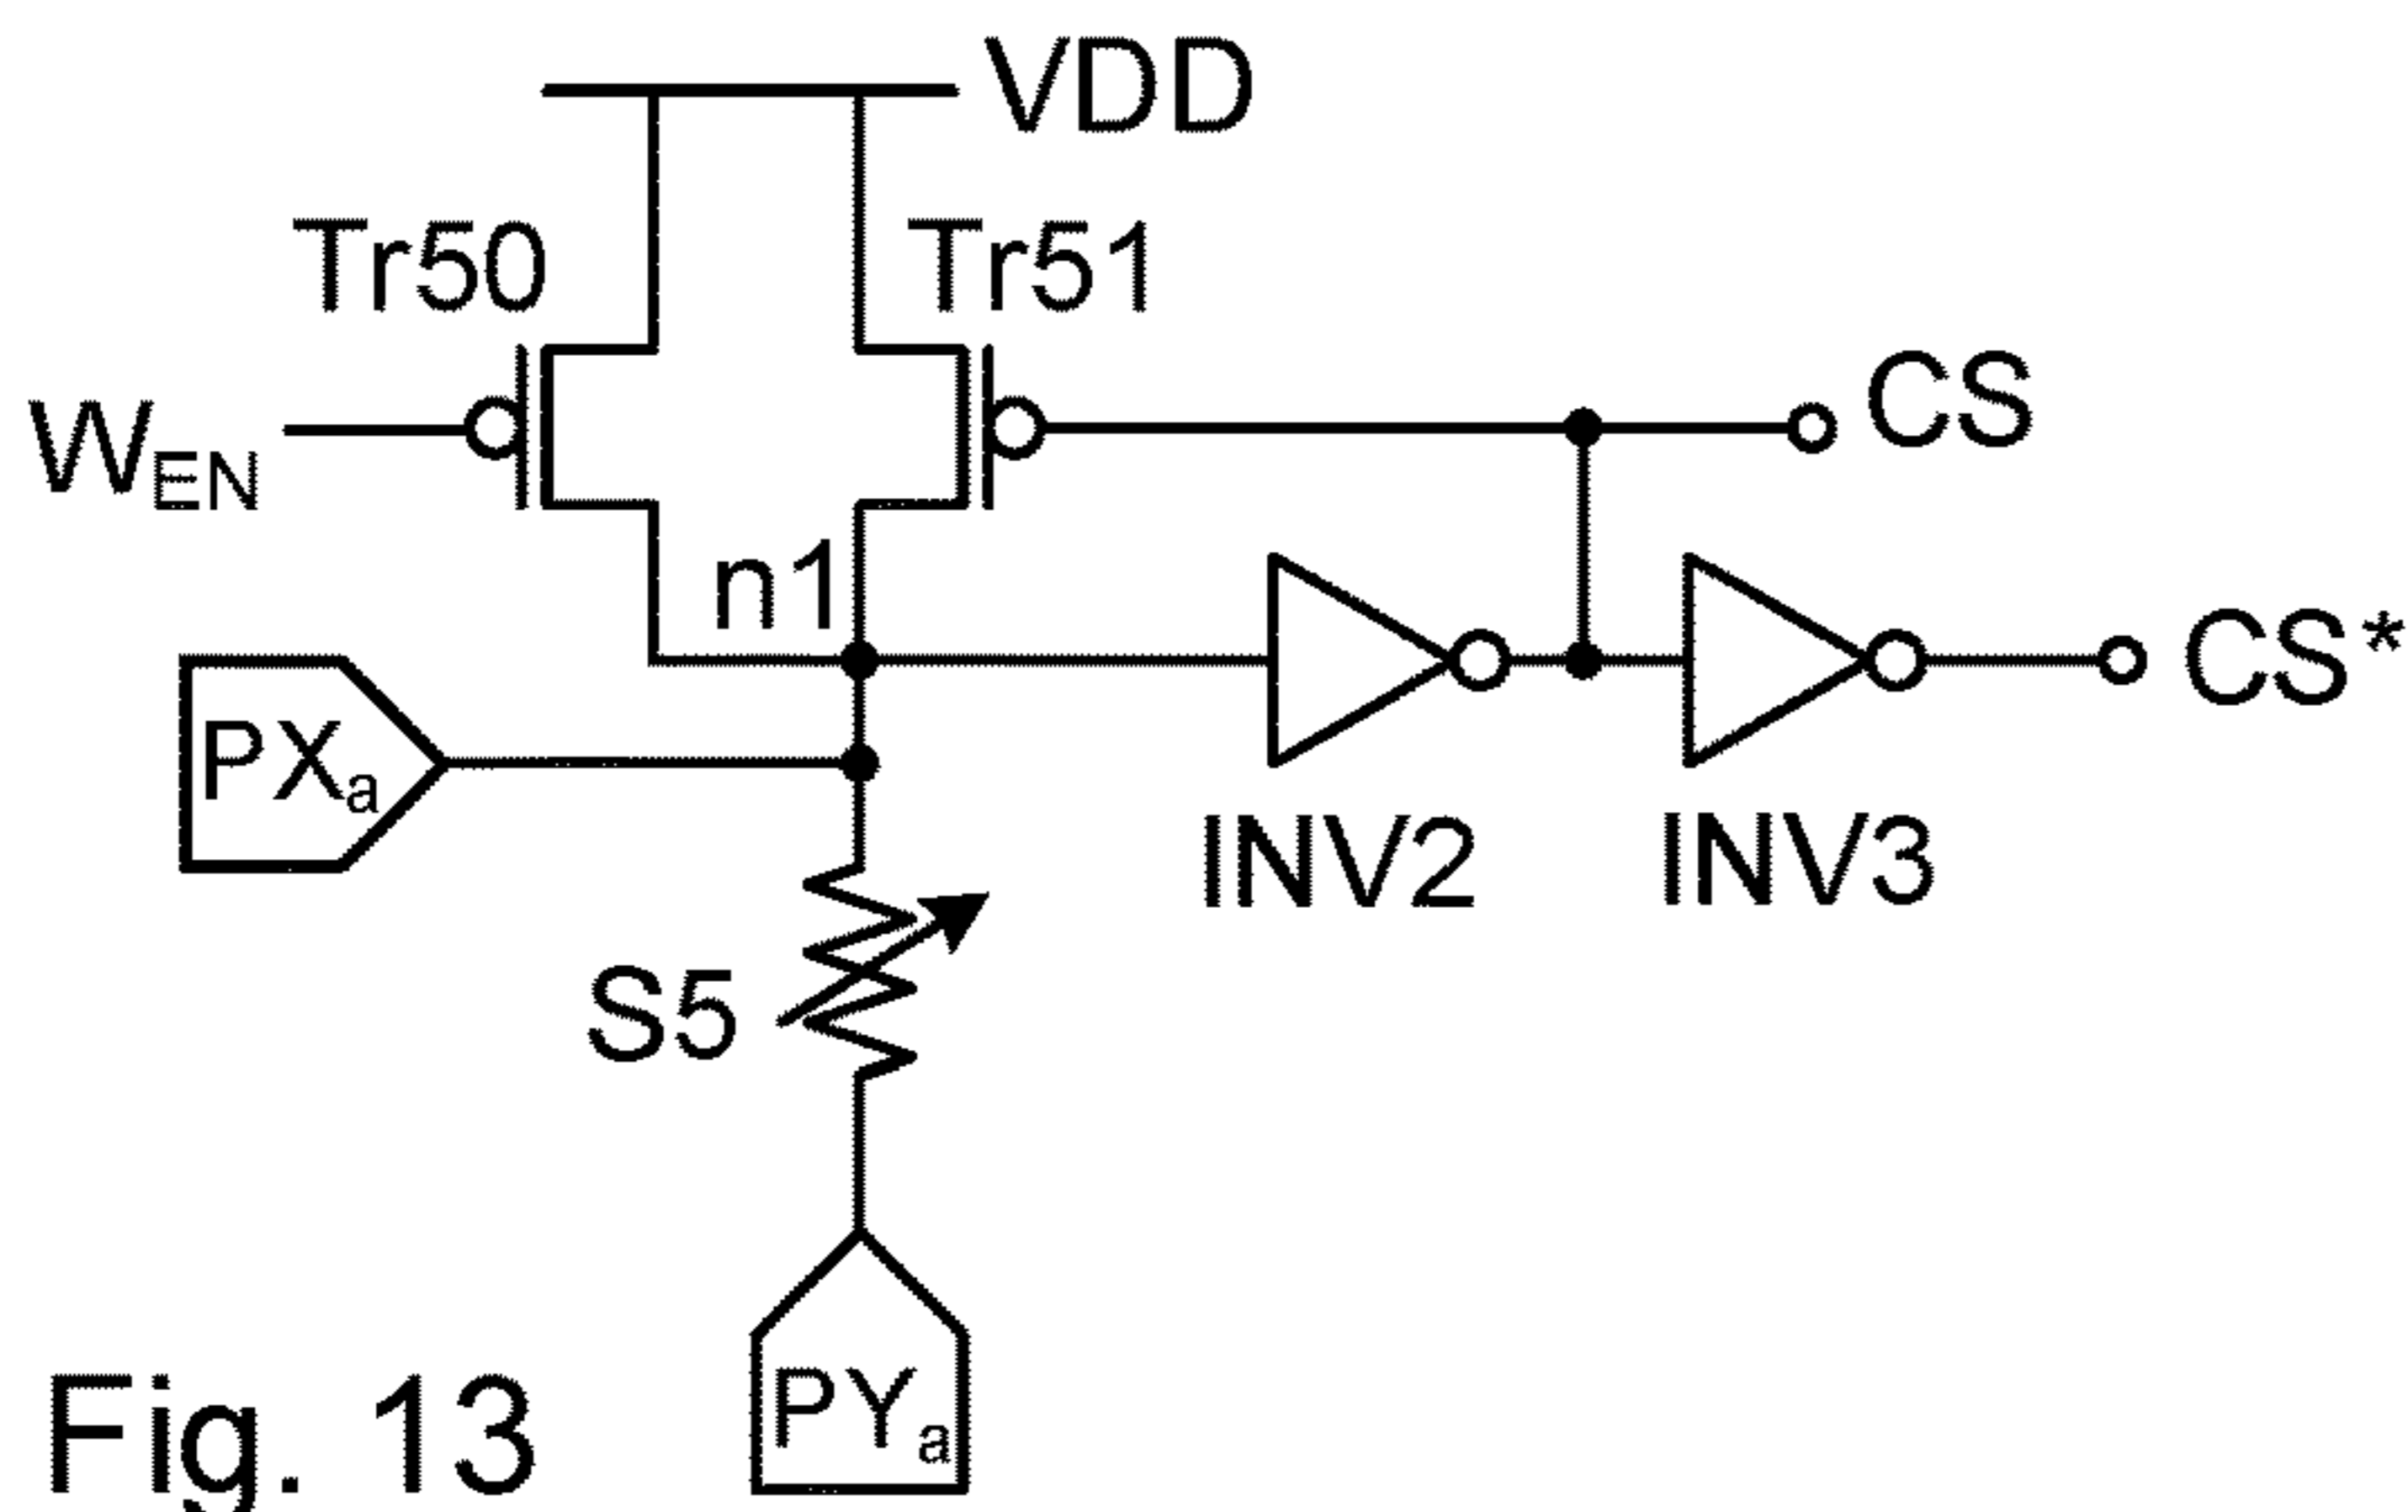 VDD
Tr50
Tr51
CS
WEN
n1
CS*
PXa
INV2
INV3
S5
PYa
Fig. 13